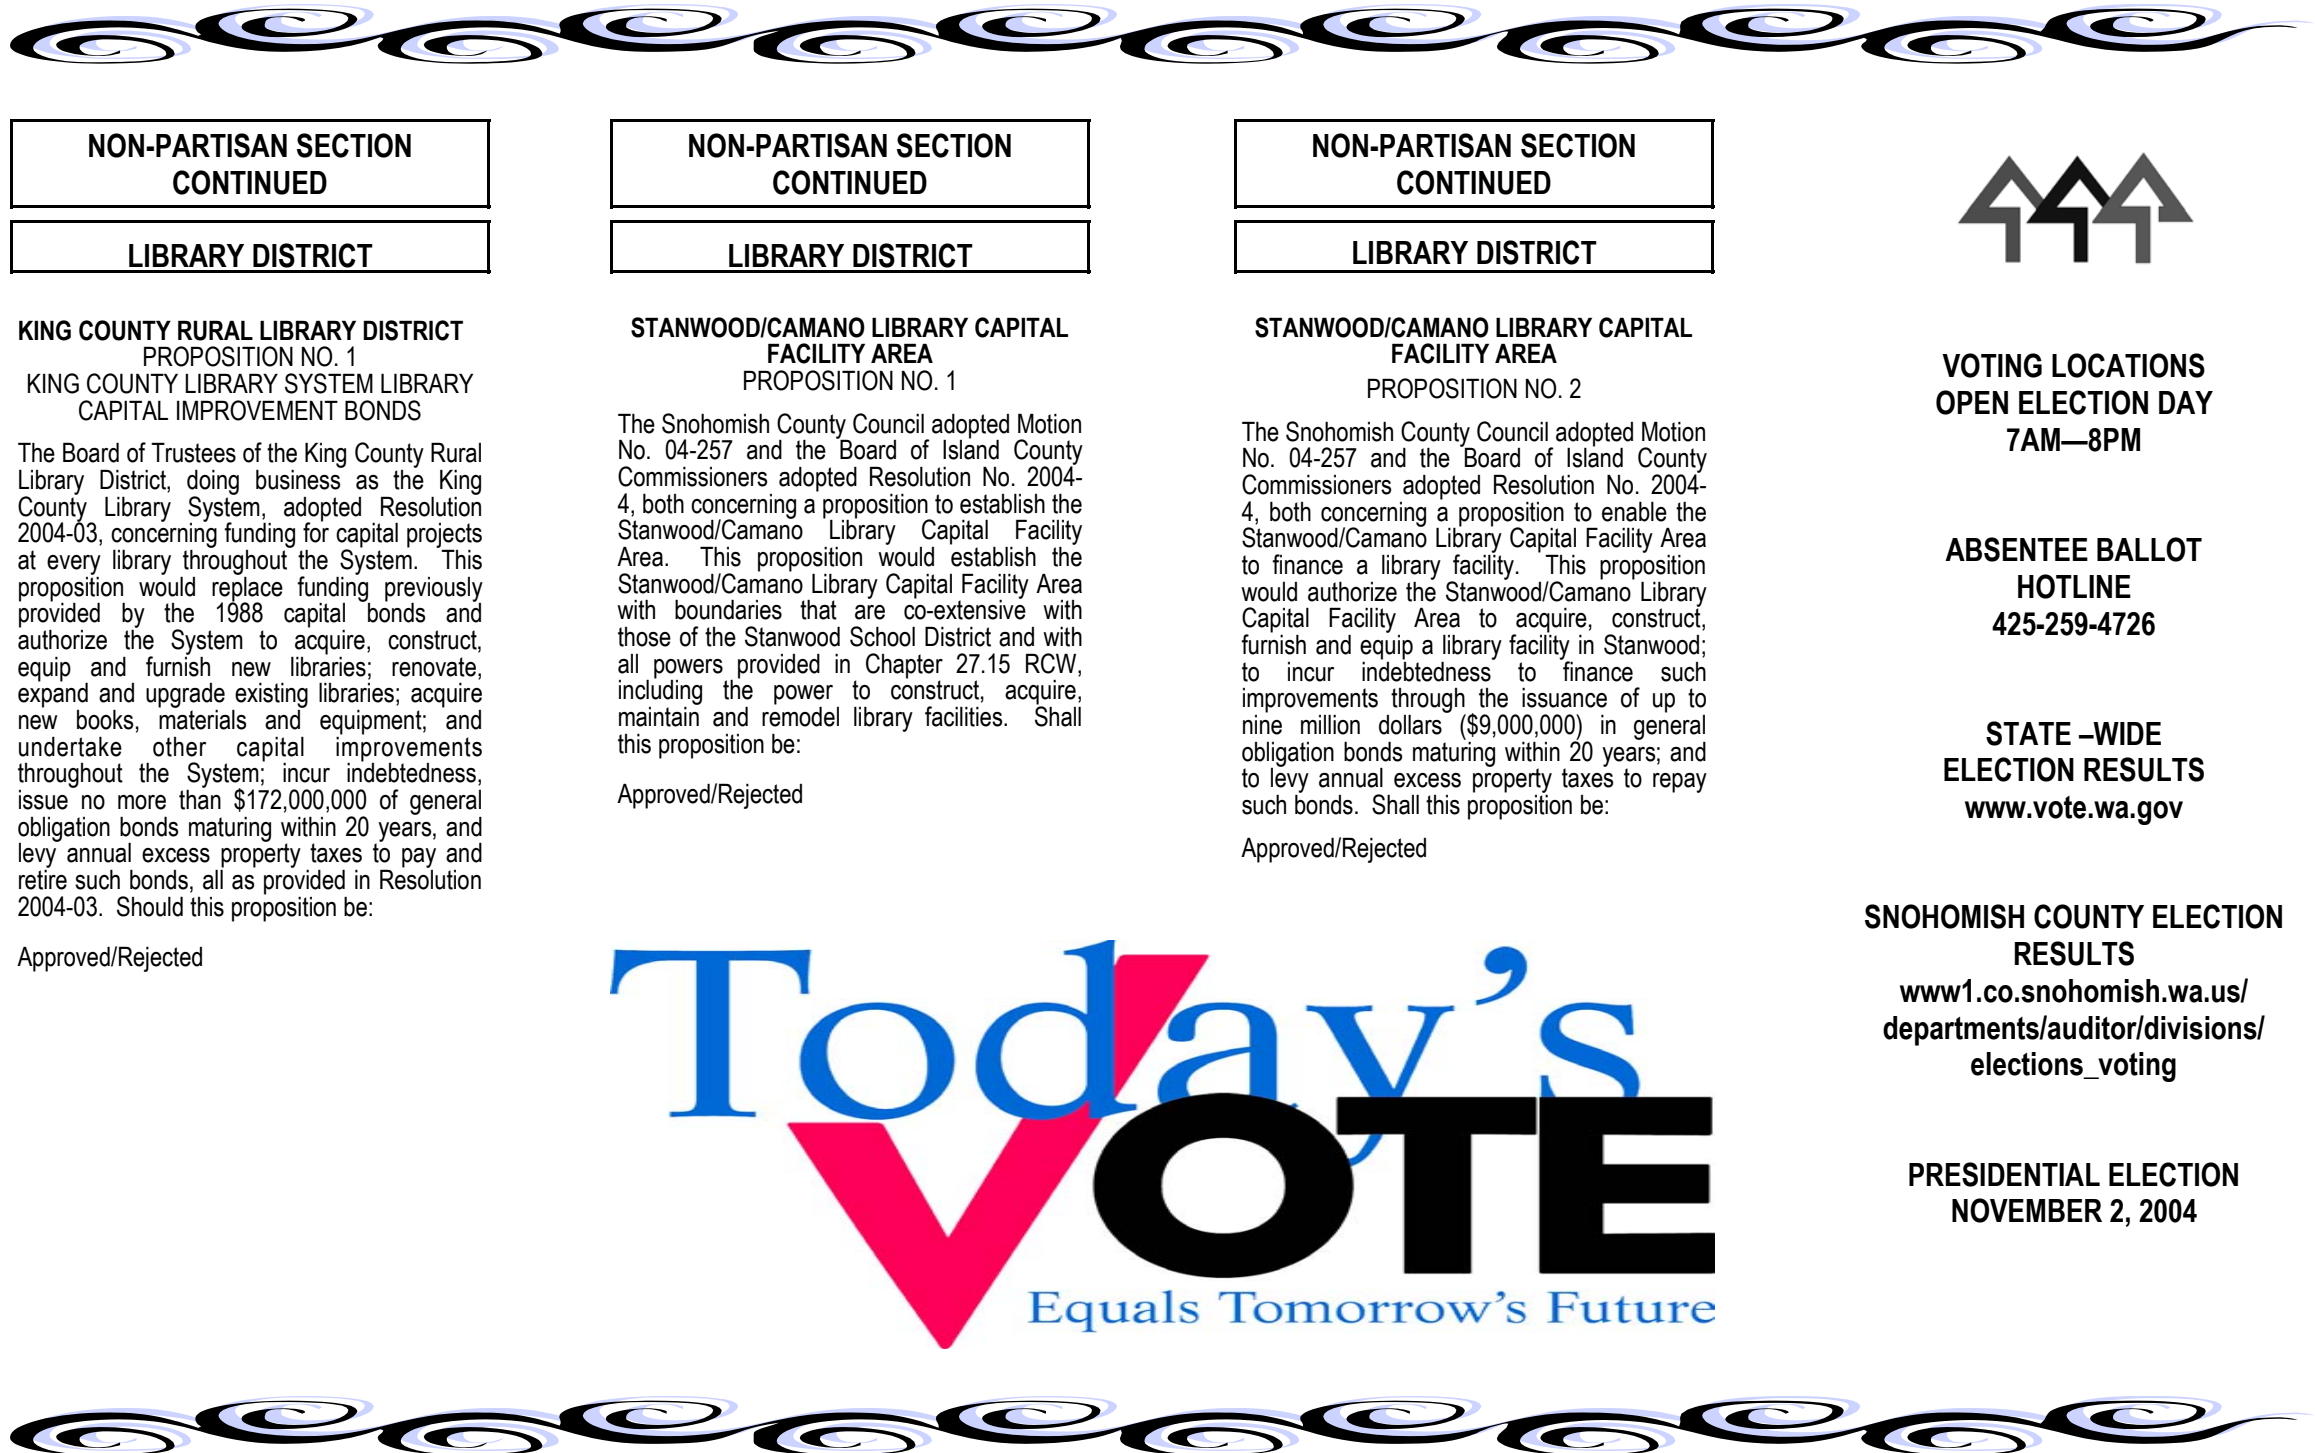 NON-PARTISAN SECTION
CONTINUED
LIBRARY DISTRICT
KING COUNTY RURAL LIBRARY DISTRICT
PROPOSITION NO. 1
KING COUNTY LIBRARY SYSTEM LIBRARY
CAPITAL IMPROVEMENT BONDS
The Board of Trustees of the King County Rural
Library District, doing business as the King
County Library System, adopted Resolution
2004-03, concerning funding for capital projects
at every library throughout the System. This
proposition would replace funding previously
provided by the 1988 capital bonds and
authorize the System to acquire, construct,
equip and furnish new libraries; renovate,
expand and upgrade existing libraries; acquire
new books, materials and equipment; and
undertake other capital improvements
throughout the System; incur indebtedness,
issue no more than $172,000,000 of general
obligation bonds maturing within 20 years, and
levy annual excess property taxes to pay and
retire such bonds, all as provided in Resolution
2004-03. Should this proposition be:
Approved/Rejected
NON-PARTISAN SECTION
CONTINUED
LIBRARY DISTRICT
STANWOOD/CAMANO LIBRARY CAPITAL
FACILITY AREA
PROPOSITION NO. 1
The Snohomish County Council adopted Motion
No. 04-257 and the Board of Island County
Commissioners adopted Resolution No. 2004-
4, both concerning a proposition to establish the
Stanwood/Camano Library Capital Facility
Area. This proposition would establish the
Stanwood/Camano Library Capital Facility Area
with boundaries that are co-extensive with
those of the Stanwood School District and with
all powers provided in Chapter 27.15 RCW,
including the power to construct, acquire,
maintain and remodel library facilities. Shall
this proposition be:
Approved/Rejected
NON-PARTISAN SECTION
CONTINUED
LIBRARY DISTRICT
STANWOOD/CAMANO LIBRARY CAPITAL
FACILITY AREA
PROPOSITION NO. 2
The Snohomish County Council adopted Motion
No. 04-257 and the Board of Island County
Commissioners adopted Resolution No. 2004-
4, both concerning a proposition to enable the
Stanwood/Camano Library Capital Facility Area
to finance a library facility. This proposition
would authorize the Stanwood/Camano Library
Capital Facility Area to acquire, construct,
furnish and equip a library facility in Stanwood;
to incur indebtedness to finance such
improvements through the issuance of up to
nine million dollars ($9,000,000) in general
obligation bonds maturing within 20 years; and
to levy annual excess property taxes to repay
such bonds. Shall this proposition be:
Approved/Rejected
Today's
VOTE
Equals Tomorrow's Future
VOTING LOCATIONS
OPEN ELECTION DAY
7AM—8PM
ABSENTEE BALLOT
HOTLINE
425-259-4726
STATE –WIDE
ELECTION RESULTS
www.vote.wa.gov
SNOHOMISH COUNTY ELECTION
RESULTS
www1.co.snohomish.wa.us/
departments/auditor/divisions/
elections_voting
PRESIDENTIAL ELECTION
NOVEMBER 2, 2004